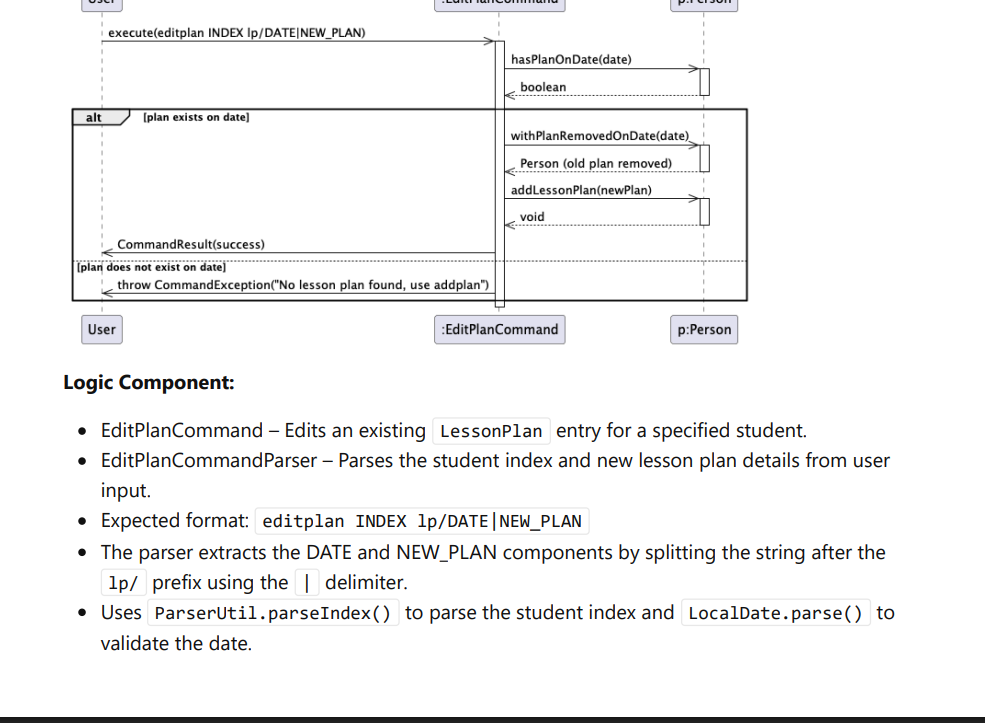 User
:EditPlanCommand
p:Person
execute(editplan INDEX lp/DATE|NEW_PLAN)
hasPlanOnDate(date)
boolean
alt
[plan exists on date]
withPlanRemovedOnDate(date)
Person (old plan removed)
addLessonPlan(newPlan)
void
CommandResult(success)
[plan does not exist on date]
throw CommandException("No lesson plan found, use addplan")
User
:EditPlanCommand
p:Person
Logic Component:
EditPlanCommand – Edits an existing LessonPlan entry for a specified student.
EditPlanCommandParser – Parses the student index and new lesson plan details from user
input.
Expected format: editplan INDEX lp/DATE|NEW_PLAN
The parser extracts the DATE and NEW_PLAN components by splitting the string after the
lp/ prefix using the | delimiter.
Uses ParserUtil.parseIndex() to parse the student index and LocalDate.parse() to
validate the date.